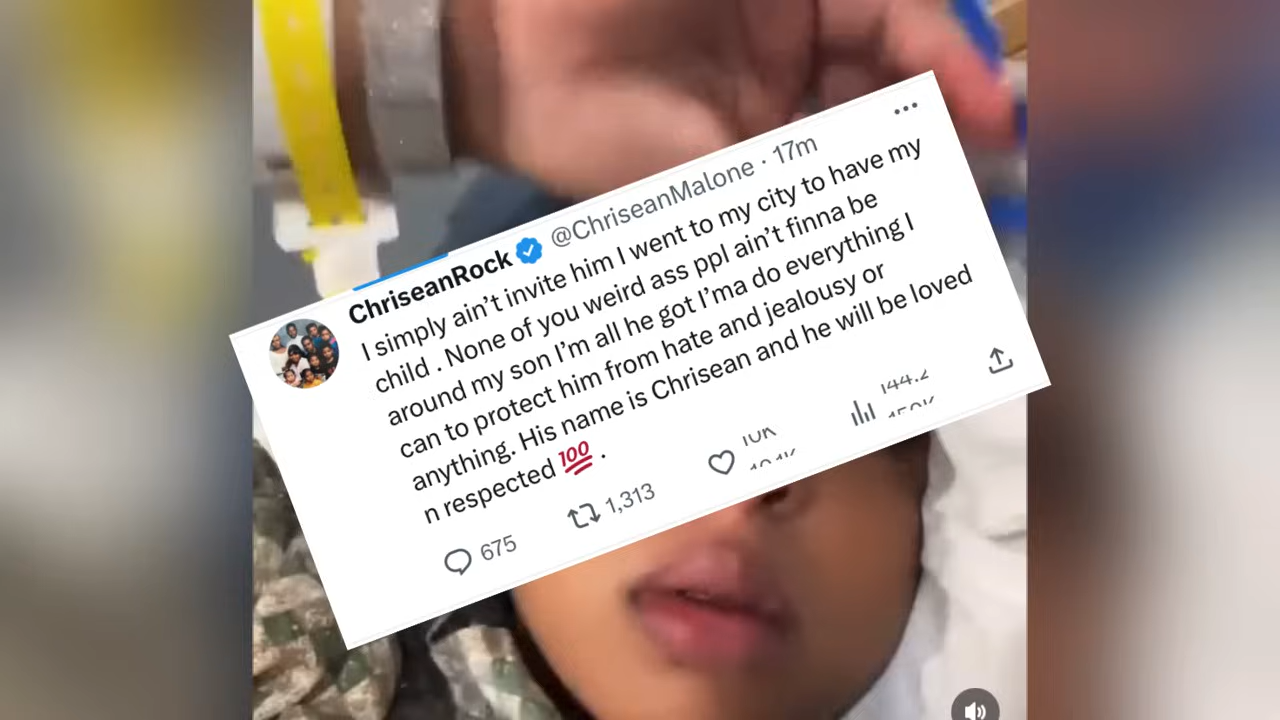 ChriseanRock @ChriseanMalone · 17m
I simply ain't invite him I went to my city to have my
child . None of you weird ass ppl ain't finna be
around my son I'm all he got I'ma do everything I
can to protect him from hate and jealousy or
anything. His name is Chrisean and he will be loved
n respected 💯 .
675 1,313